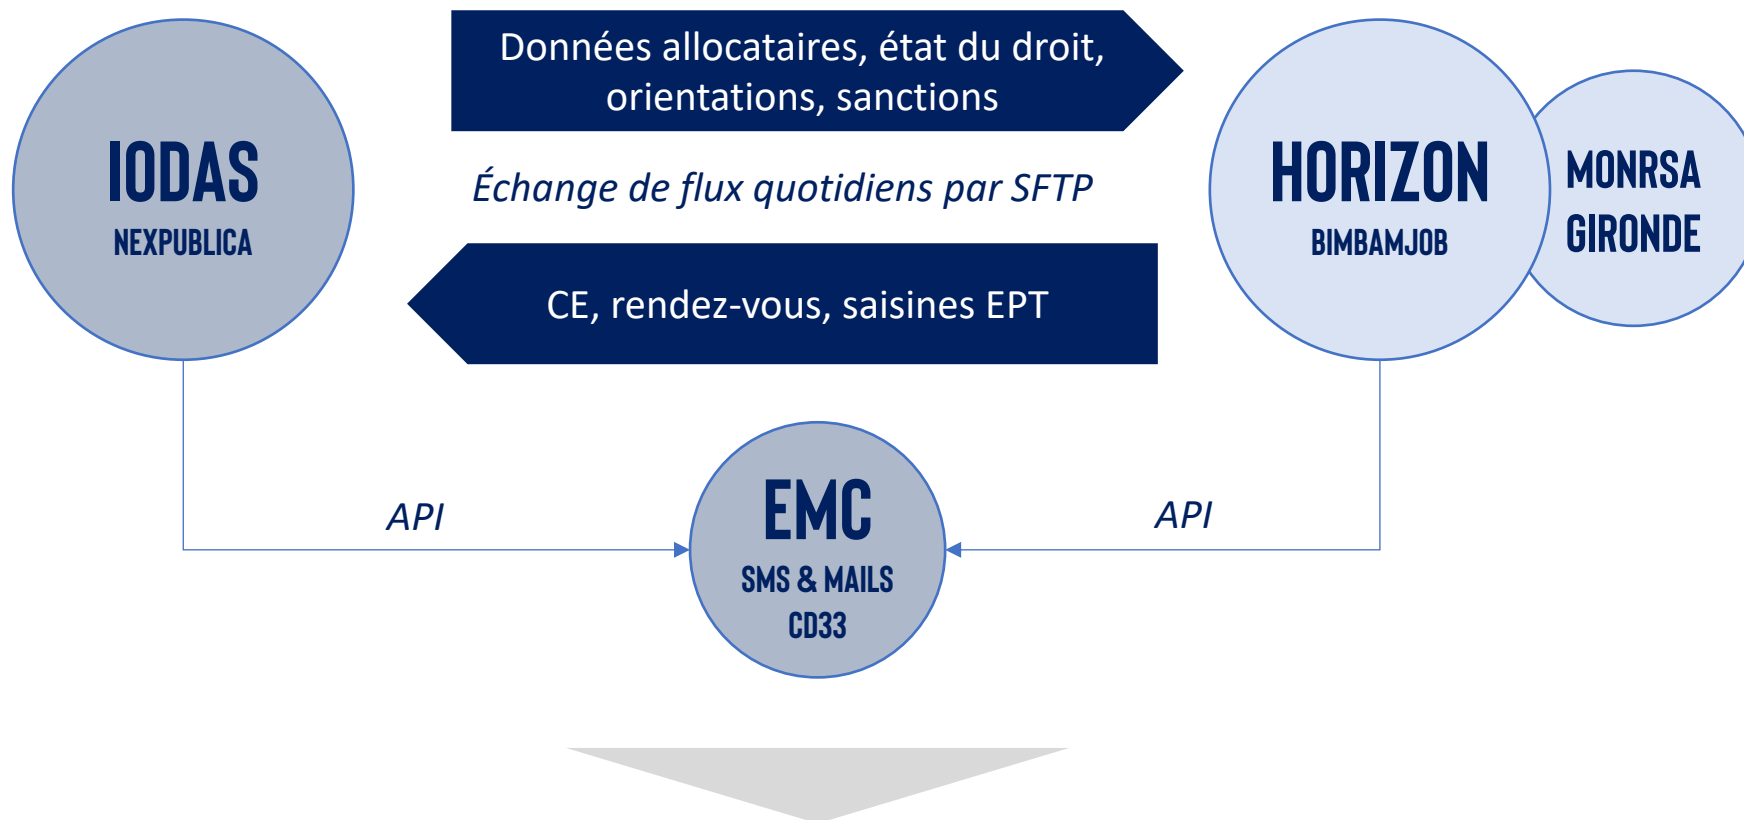 Données allocataires, état du droit,
orientations, sanctions
IODAS
NEXPUBLICA
Échange de flux quotidiens par SFTP
HORIZON
BIMBAMJOB
MONRSA
GIRONDE
CE, rendez-vous, saisines EPT
API
API
EMC
SMS & MAILS
CD33